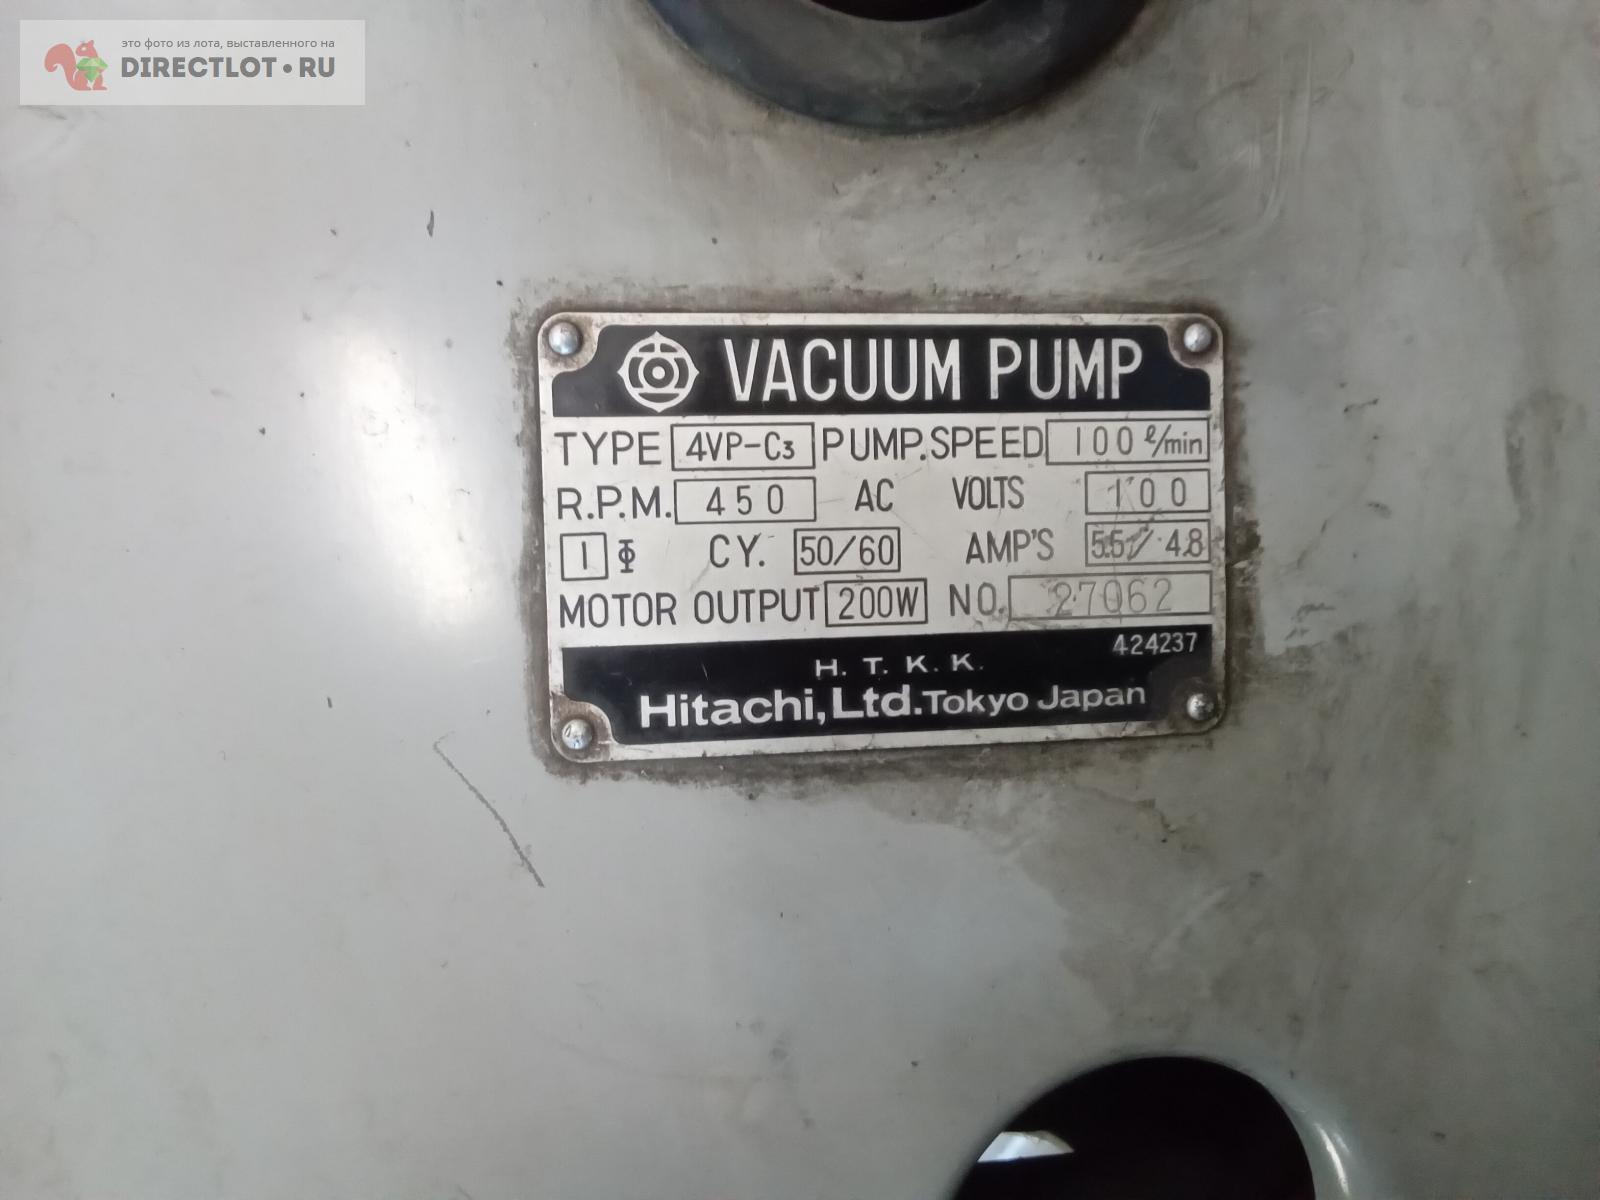 это фото из лота, выставленного на
DIRECTLOT•RU
VACUUM PUMP
TYPE 4VP-C3 PUMP.SPEED 100 ℓ/min
R.P.M. 450 AC VOLTS 100
1 Φ CY. 50/60 AMP'S 5.5/4.8
MOTOR OUTPUT 200W NO. 27062
424237
H. T. K. K.
Hitachi, Ltd. Tokyo Japan